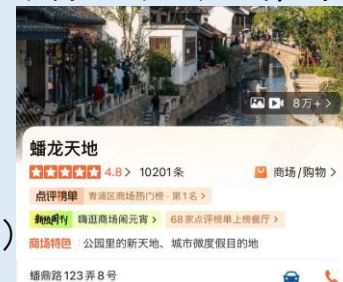 8万+ >
蟠龙天地
4.8> 10201条 商场/购物 >
点评榜单 青浦区商场热门榜 · 第1名 >
嗨逛商场闹元宵 > 68家点评榜单上榜餐厅 >
商场特色：公园里的新天地、城市微度假目的地
)
蟠鼎路123弄8号